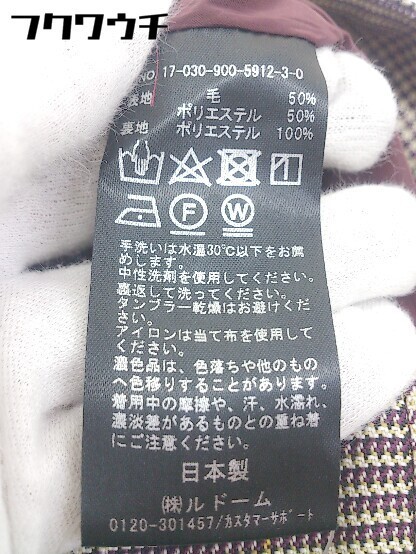 フクワウチ
NO 17-030-900-5912-3-0
表地 毛 50%
ポリエステル 50%
裏地 ポリエステル 100%
F W
手洗いは水温30℃以下をお薦
めします。
中性洗剤を使用してください。
裏返して洗ってください。
タンブラー乾燥はお避けくだ
さい。
アイロンは当て布を使用して
ください。
濃色品は、色落ちや他のもの
へ色移りすることがあります。
着用中の摩擦や、汗、水濡れ、
濃淡差があるものとの重ね着
にご注意ください。
日本製
㈱ルドーム
0120-301457/カスタマーサポート